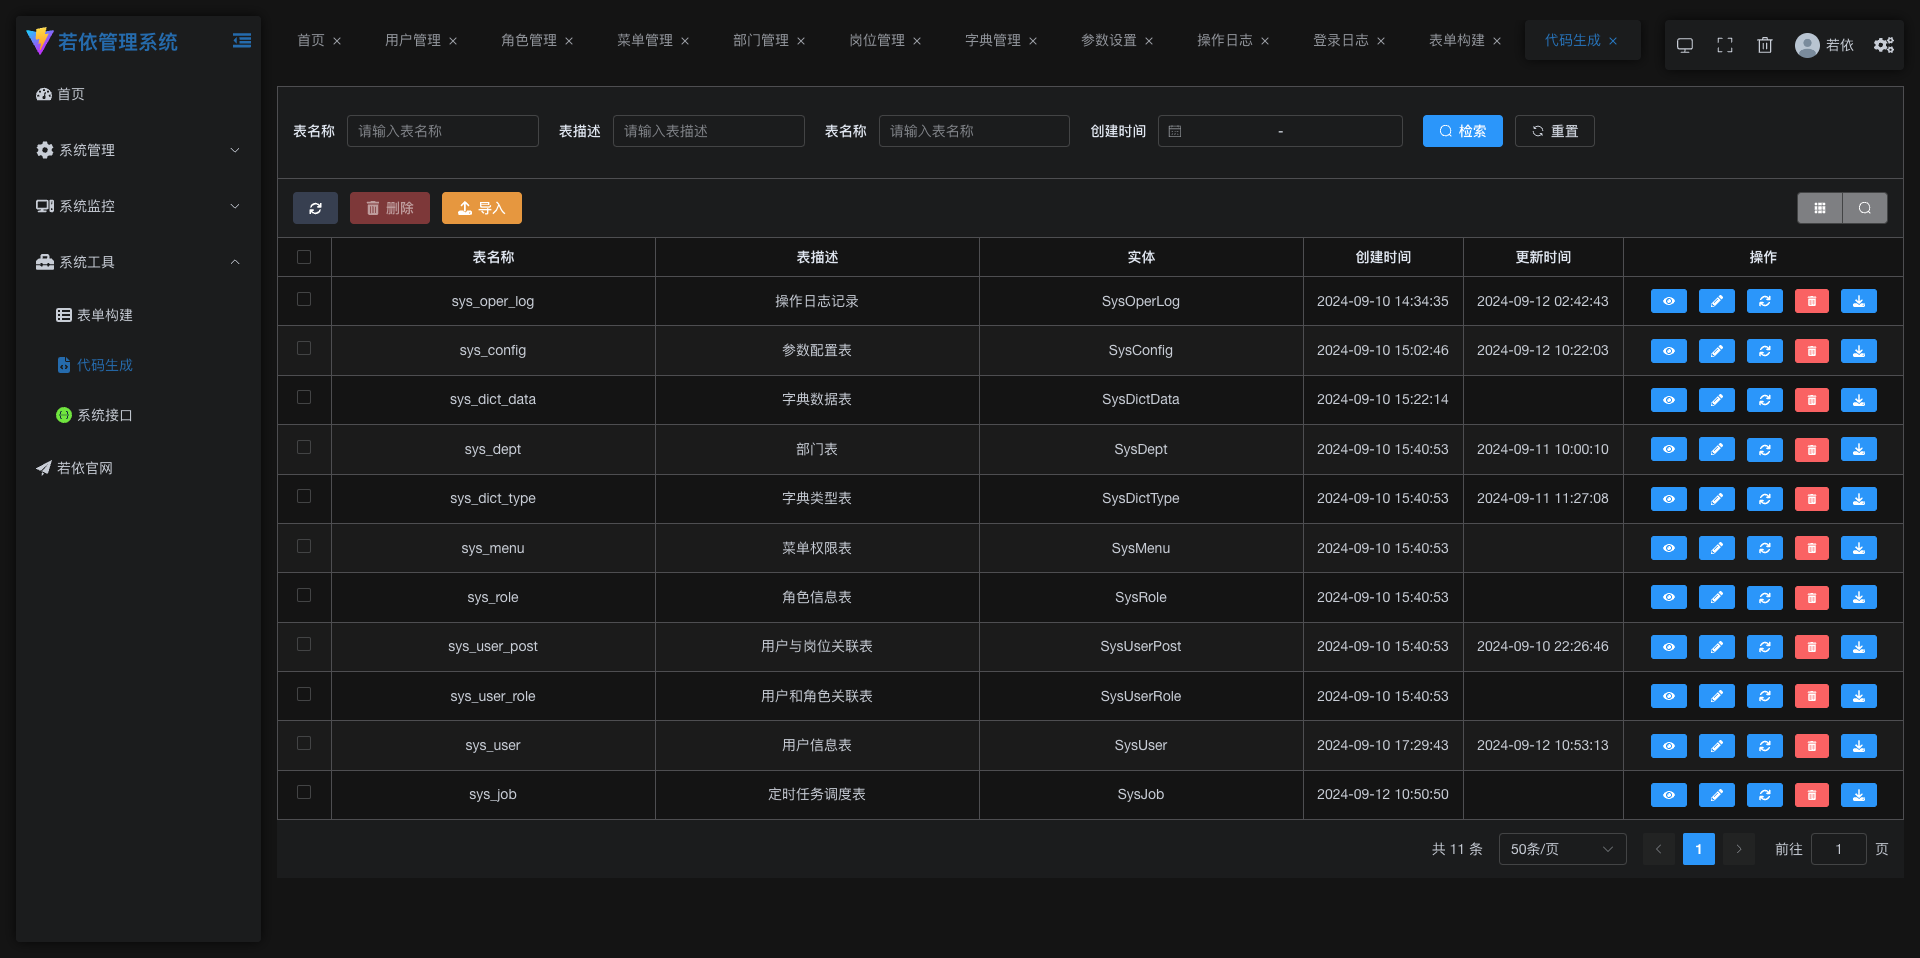 若依管理系统
首页
系统管理
系统监控
系统工具
表单构建
代码生成
系统接口
若依官网
首页 用户管理 角色管理 菜单管理 部门管理 岗位管理 字典管理 参数设置 操作日志 登录日志 表单构建 代码生成 若依
表名称 请输入表名称 表描述 请输入表描述 表名称 请输入表名称 创建时间 - 检索 重置
删除 导入
表名称 表描述 实体 创建时间 更新时间 操作
sys_oper_log 操作日志记录 SysOperLog 2024-09-10 14:34:35 2024-09-12 02:42:43
sys_config 参数配置表 SysConfig 2024-09-10 15:02:46 2024-09-12 10:22:03
sys_dict_data 字典数据表 SysDictData 2024-09-10 15:22:14
sys_dept 部门表 SysDept 2024-09-10 15:40:53 2024-09-11 10:00:10
sys_dict_type 字典类型表 SysDictType 2024-09-10 15:40:53 2024-09-11 11:27:08
sys_menu 菜单权限表 SysMenu 2024-09-10 15:40:53
sys_role 角色信息表 SysRole 2024-09-10 15:40:53
sys_user_post 用户与岗位关联表 SysUserPost 2024-09-10 15:40:53 2024-09-10 22:26:46
sys_user_role 用户和角色关联表 SysUserRole 2024-09-10 15:40:53
sys_user 用户信息表 SysUser 2024-09-10 17:29:43 2024-09-12 10:53:13
sys_job 定时任务调度表 SysJob 2024-09-12 10:50:50
共 11 条 50条/页 1 前往 1 页